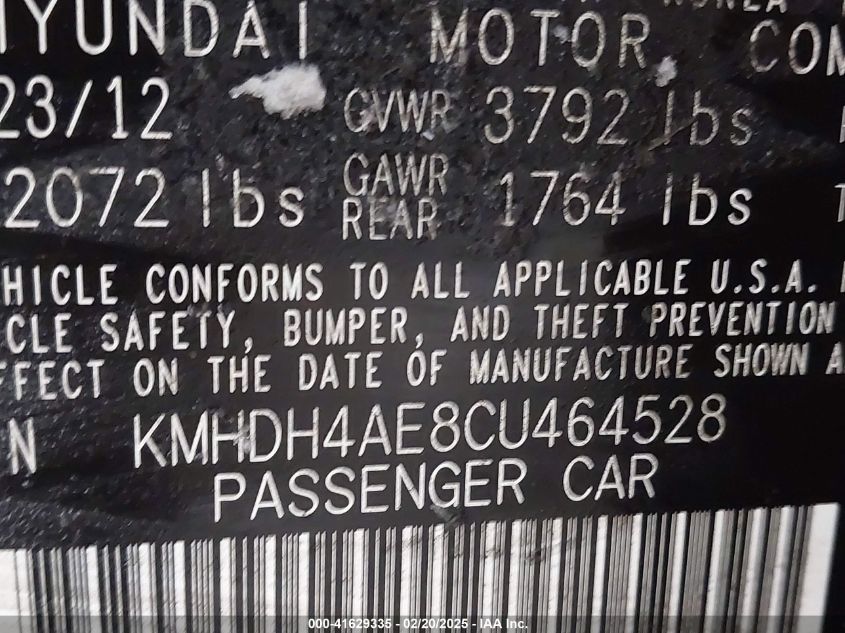 KOREA
HYUNDAI MOTOR COM
23/12 GVWR 3792 lbs
2072 lbs GAWR REAR 1764 lbs T
HICLE CONFORMS TO ALL APPLICABLE U.S.A.
CLE SAFETY, BUMPER, AND THEFT PREVENTION
FFECT ON THE DATE OF MANUFACTURE SHOWN A
N KMHDH4AE8CU464528
PASSENGER CAR
000-41629335 - 02/20/2025 - IAA Inc.